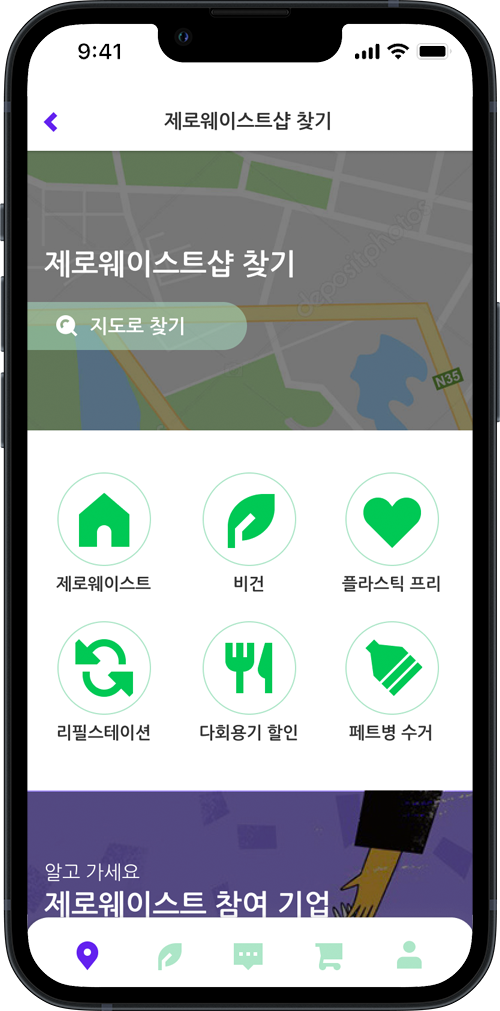 9:41
제로웨이스트샵 찾기
depositphotos
제로웨이스트샵 찾기
지도로 찾기
N35
제로웨이스트
비건
플라스틱 프리
리필스테이션
다회용기 할인
페트병 수거
알고 가세요
제로웨이스트 참여 기업